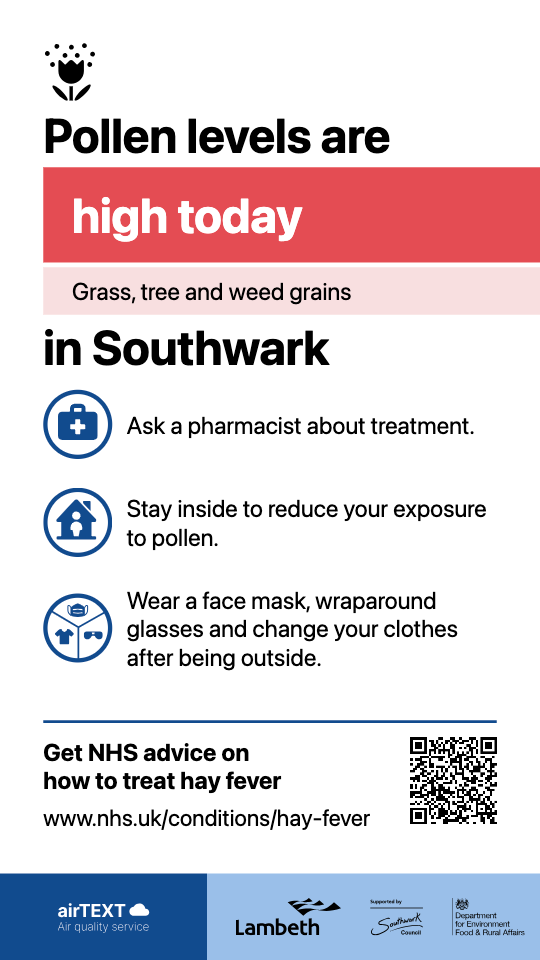 Pollen levels are
high today
Grass, tree and weed grains
in Southwark
Ask a pharmacist about treatment.
Stay inside to reduce your exposure
to pollen.
Wear a face mask, wraparound
glasses and change your clothes
after being outside.
Get NHS advice on
how to treat hay fever
www.nhs.uk/conditions/hay-fever
airTEXT
Air quality service
Lambeth
Supported by
Southwark
Council
Department
for Environment
Food & Rural Affairs